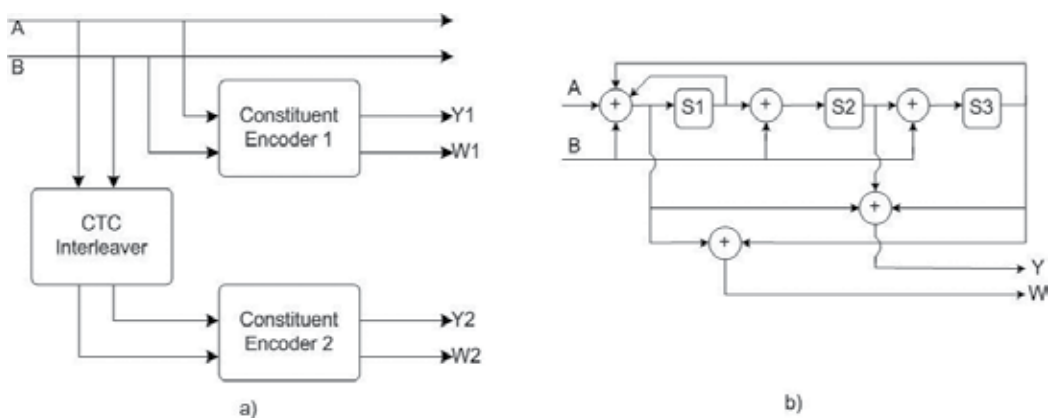 A
B
Constituent
Encoder 1
Y1
W1
CTC
Interleaver
Constituent
Encoder 2
Y2
W2
a)
A
B
+
S1
+
S2
+
S3
+
+
Y
W
b)